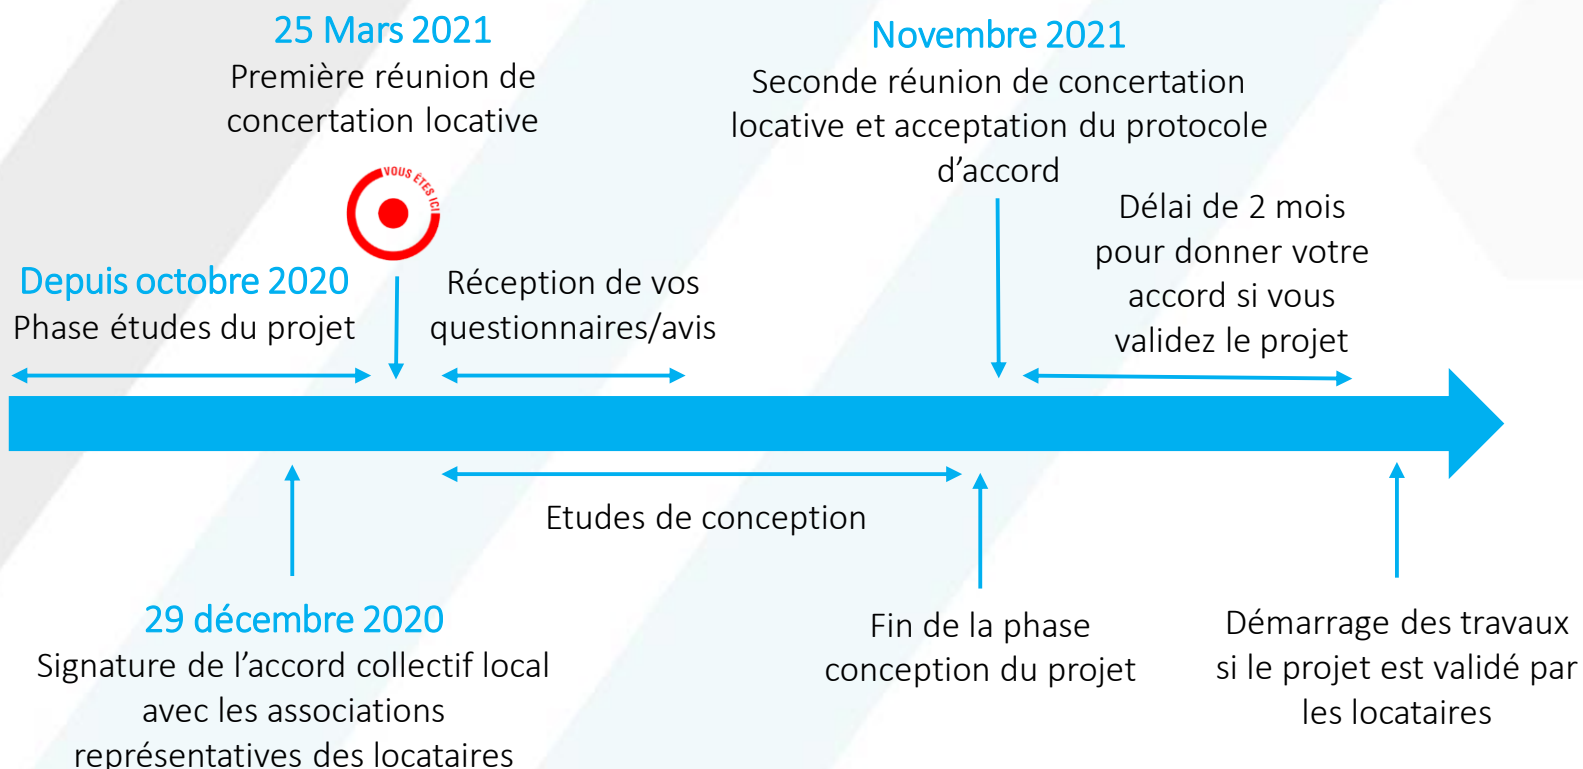 25 Mars 2021
Première réunion de
concertation locative
VOUS ÊTES ICI
Novembre 2021
Seconde réunion de concertation
locative et acceptation du protocole
d’accord
Depuis octobre 2020
Phase études du projet
Réception de vos
questionnaires/avis
Délai de 2 mois
pour donner votre
accord si vous
validez le projet
Etudes de conception
29 décembre 2020
Signature de l’accord collectif local
avec les associations
représentatives des locataires
Fin de la phase
conception du projet
Démarrage des travaux
si le projet est validé par
les locataires